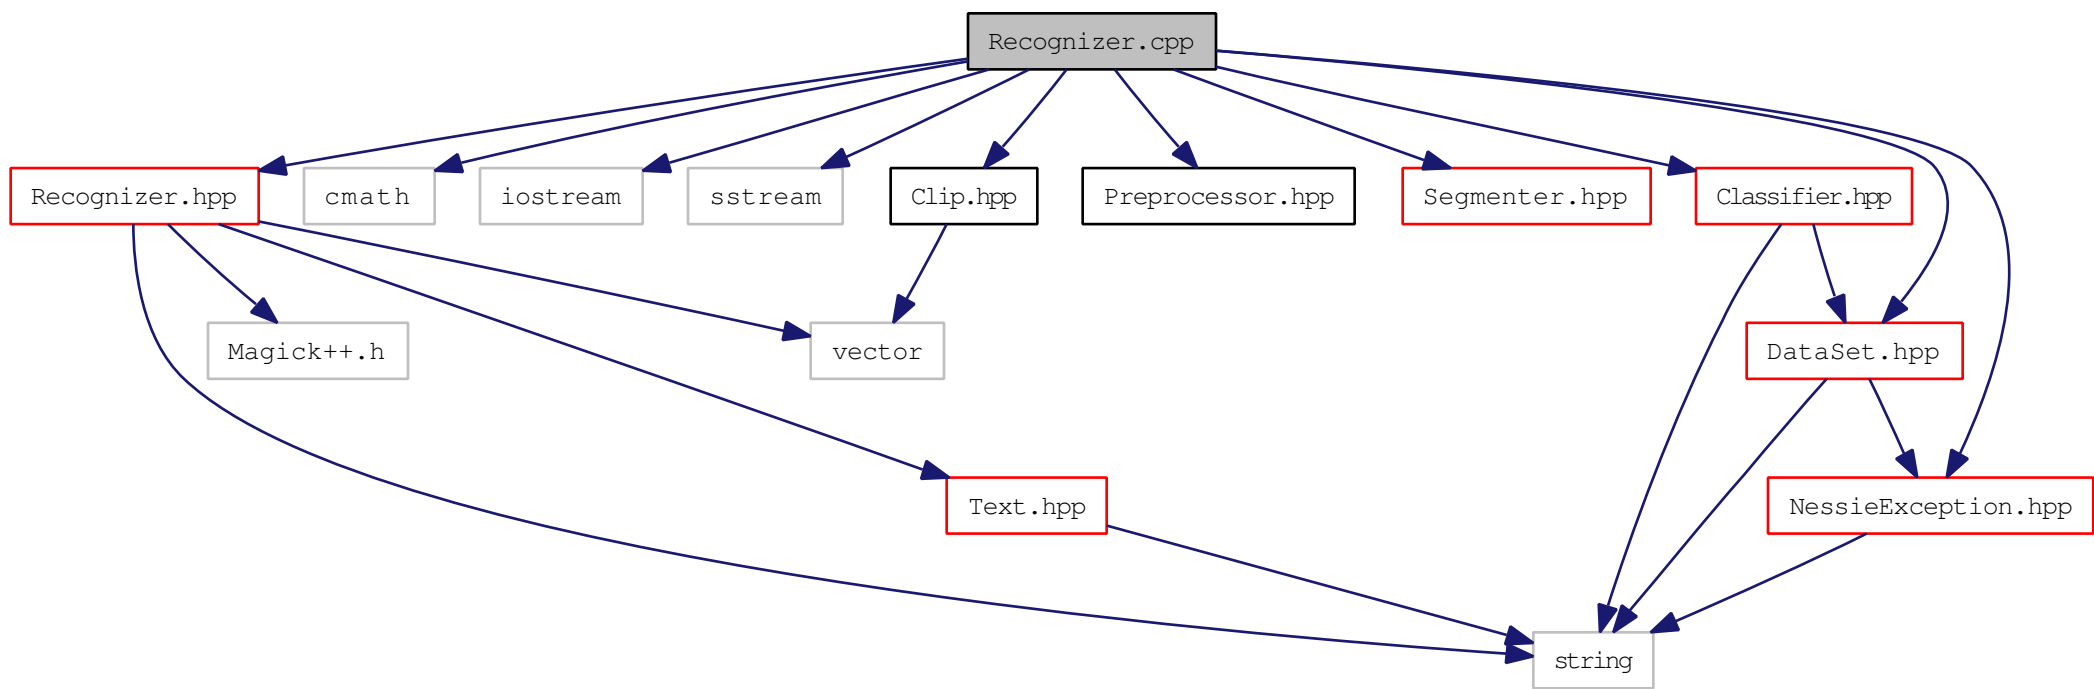 Recognizer.cpp
Recognizer.hpp
cmath
iostream
sstream
Clip.hpp
Preprocessor.hpp
Segmenter.hpp
Classifier.hpp
Magick++.h
vector
DataSet.hpp
Text.hpp
NessieException.hpp
string